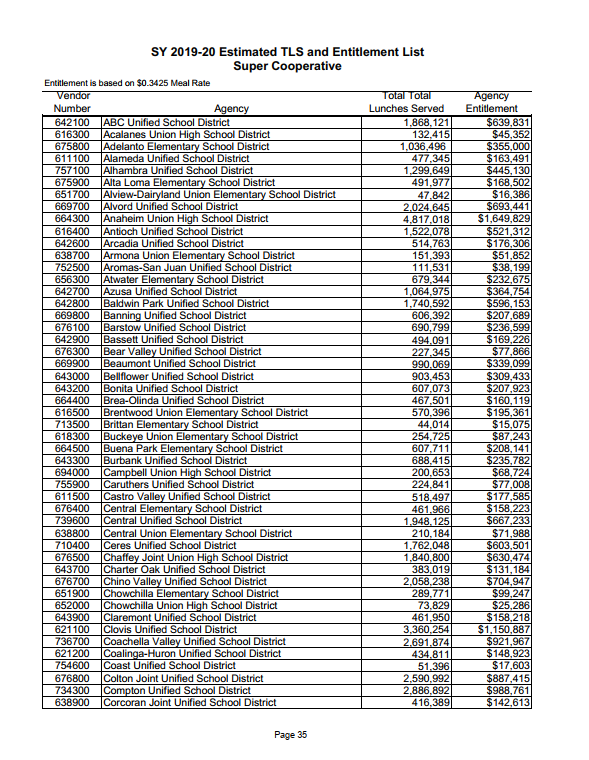 SY 2019-20 Estimated TLS and Entitlement List
Super Cooperative
Entitlement is based on $0.3425 Meal Rate
Vendor Number Agency Total Total Lunches Served Agency Entitlement
642100 ABC Unified School District 1,868,121 $639,831
616300 Acalanes Union High School District 132,415 $45,352
675800 Adelanto Elementary School District 1,036,496 $355,000
611100 Alameda Unified School District 477,345 $163,491
757100 Alhambra Unified School District 1,299,649 $445,130
675900 Alta Loma Elementary School District 491,977 $168,502
651700 Alview-Dairyland Union Elementary School District 47,842 $16,386
669700 Alvord Unified School District 2,024,645 $693,441
664300 Anaheim Union High School District 4,817,018 $1,649,829
616400 Antioch Unified School District 1,522,078 $521,312
642600 Arcadia Unified School District 514,763 $176,306
638700 Armona Union Elementary School District 151,393 $51,852
752500 Aromas-San Juan Unified School District 111,531 $38,199
656300 Atwater Elementary School District 679,344 $232,675
642700 Azusa Unified School District 1,064,975 $364,754
642800 Baldwin Park Unified School District 1,740,592 $596,153
669800 Banning Unified School District 606,392 $207,689
676100 Barstow Unified School District 690,799 $236,599
642900 Bassett Unified School District 494,091 $169,226
676300 Bear Valley Unified School District 227,345 $77,866
669900 Beaumont Unified School District 990,069 $339,099
643000 Bellflower Unified School District 903,453 $309,433
643200 Bonita Unified School District 607,073 $207,923
664400 Brea-Olinda Unified School District 467,501 $160,119
616500 Brentwood Union Elementary School District 570,396 $195,361
713500 Brittan Elementary School District 44,014 $15,075
618300 Buckeye Union Elementary School District 254,725 $87,243
664500 Buena Park Elementary School District 607,711 $208,141
643300 Burbank Unified School District 688,415 $235,782
694000 Campbell Union High School District 200,653 $68,724
755900 Caruthers Unified School District 224,841 $77,008
611500 Castro Valley Unified School District 518,497 $177,585
676400 Central Elementary School District 461,966 $158,223
739600 Central Unified School District 1,948,125 $667,233
638800 Central Union Elementary School District 210,184 $71,988
710400 Ceres Unified School District 1,762,048 $603,501
676500 Chaffey Joint Union High School District 1,840,800 $630,474
643700 Charter Oak Unified School District 383,019 $131,184
676700 Chino Valley Unified School District 2,058,238 $704,947
651900 Chowchilla Elementary School District 289,771 $99,247
652000 Chowchilla Union High School District 73,829 $25,286
643900 Claremont Unified School District 461,950 $158,218
621100 Clovis Unified School District 3,360,254 $1,150,887
736700 Coachella Valley Unified School District 2,691,874 $921,967
621200 Coalinga-Huron Unified School District 434,811 $148,923
754600 Coast Unified School District 51,396 $17,603
676800 Colton Joint Unified School District 2,590,992 $887,415
734300 Compton Unified School District 2,886,892 $988,761
638900 Corcoran Joint Unified School District 416,389 $142,613
Page 35